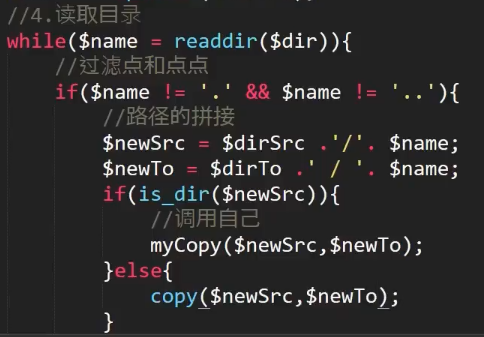 //4.读取目录
while($name = readdir($dir)){
//过滤点和点点
if($name != '.' && $name != '..'){
//路径的拼接
$newSrc = $dirSrc .'/'. $name;
$newTo = $dirTo .' / '. $name;
if(is_dir($newSrc)){
//调用自己
myCopy($newSrc,$newTo);
}else{
copy($newSrc,$newTo);
}